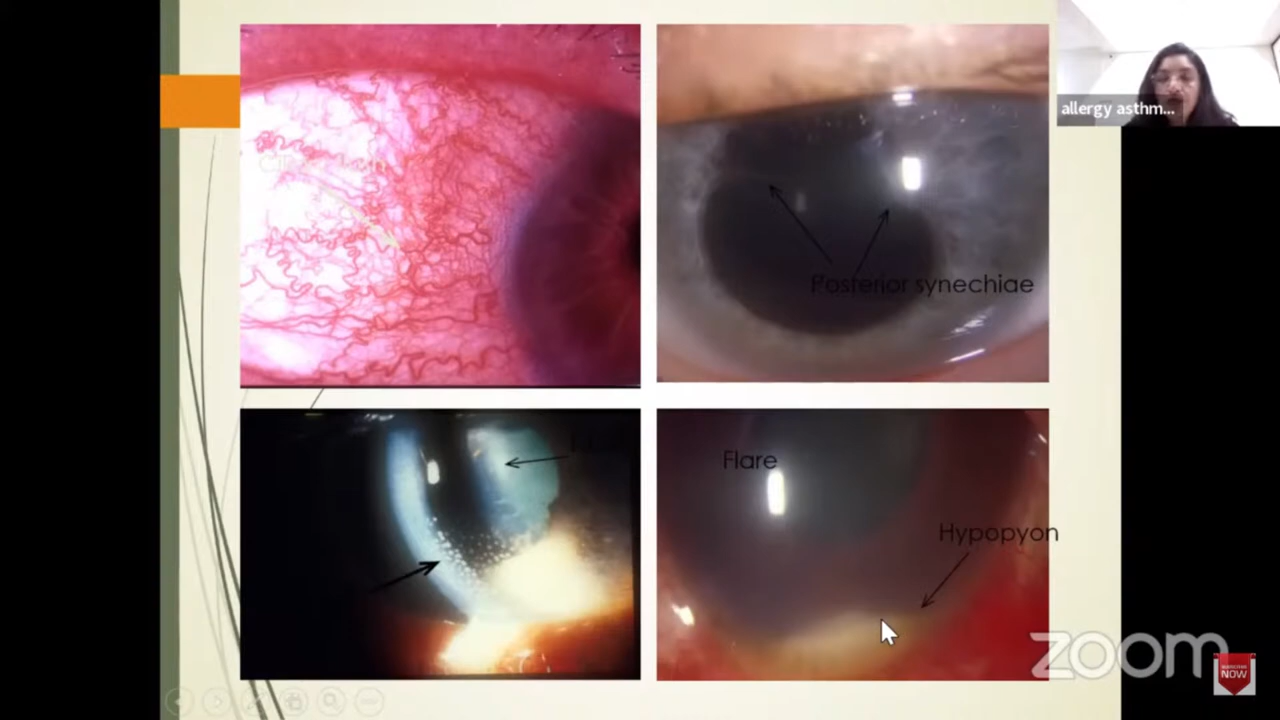 allergy asthm...
Posterior synechiae
Flare
Hypopyon
zoom
NOW